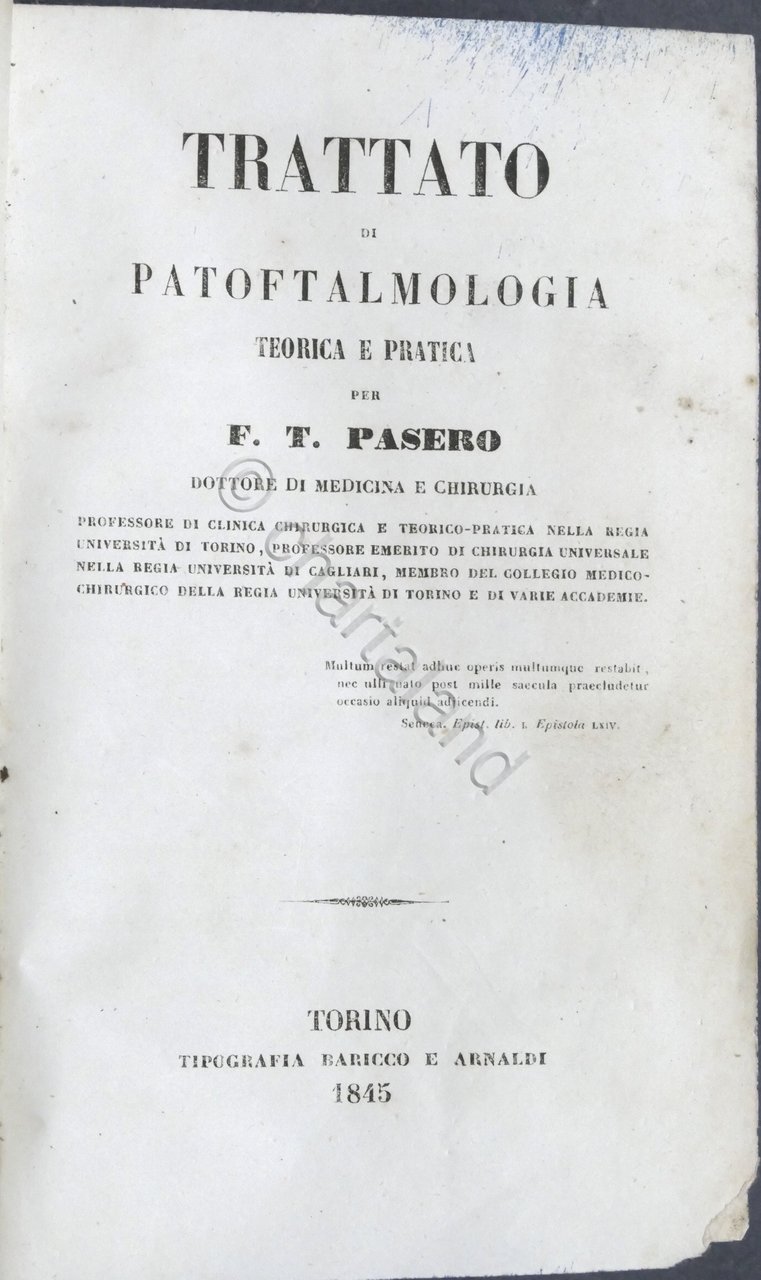 TRATTATO
DI
PATOFTALMOLOGIA
TEORICA E PRATICA
PER
F. T. PASERO
DOTTORE DI MEDICINA E CHIRURGIA
PROFESSORE DI CLINICA CHIRURGICA E TEORICO-PRATICA NELLA REGIA
UNIVERSITÀ DI TORINO, PROFESSORE EMERITO DI CHIRURGIA UNIVERSALE
NELLA REGIA UNIVERSITÀ DI CAGLIARI, MEMBRO DEL COLLEGIO MEDICO-
CHIRURGICO DELLA REGIA UNIVERSITÀ DI TORINO E DI VARIE ACCADEMIE.
Multum restat adhuc operis multumque restabit,
nec ulli nato post mille saecula praecludetur
occasio aliquid adjicendi.
Seneca. Epist. lib. I. Epistola LXIV.
TORINO
TIPOGRAFIA BARICCO E ARNALDI
1845
© chartaland